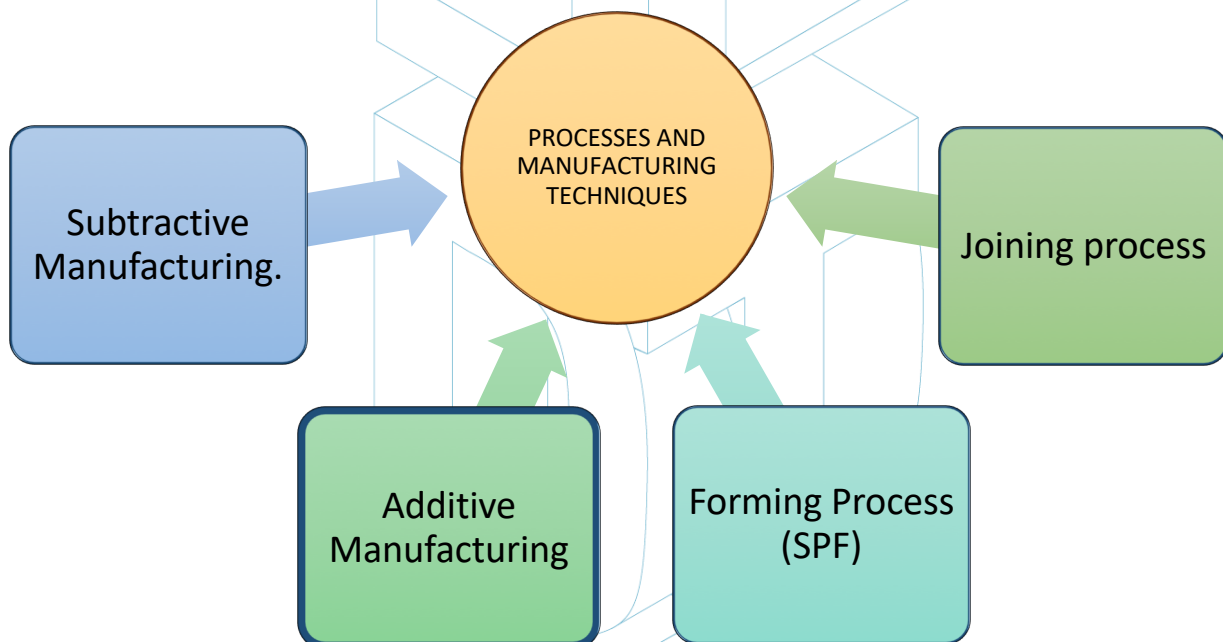 PROCESSES AND
MANUFACTURING
TECHNIQUES
Subtractive
Manufacturing.
Additive
Manufacturing
Forming Process
(SPF)
Joining process